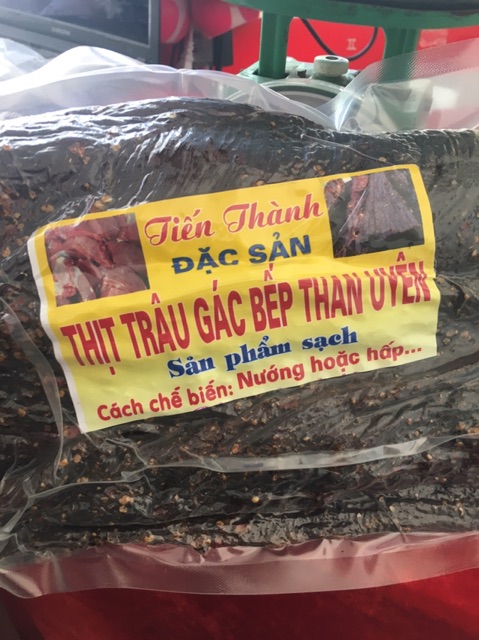 Tiến Thành
ĐẶC SẢN
THỊT TRÂU GÁC BẾP THAN UYÊN
Sản phẩm sạch
Cách chế biến: Nướng hoặc hấp...